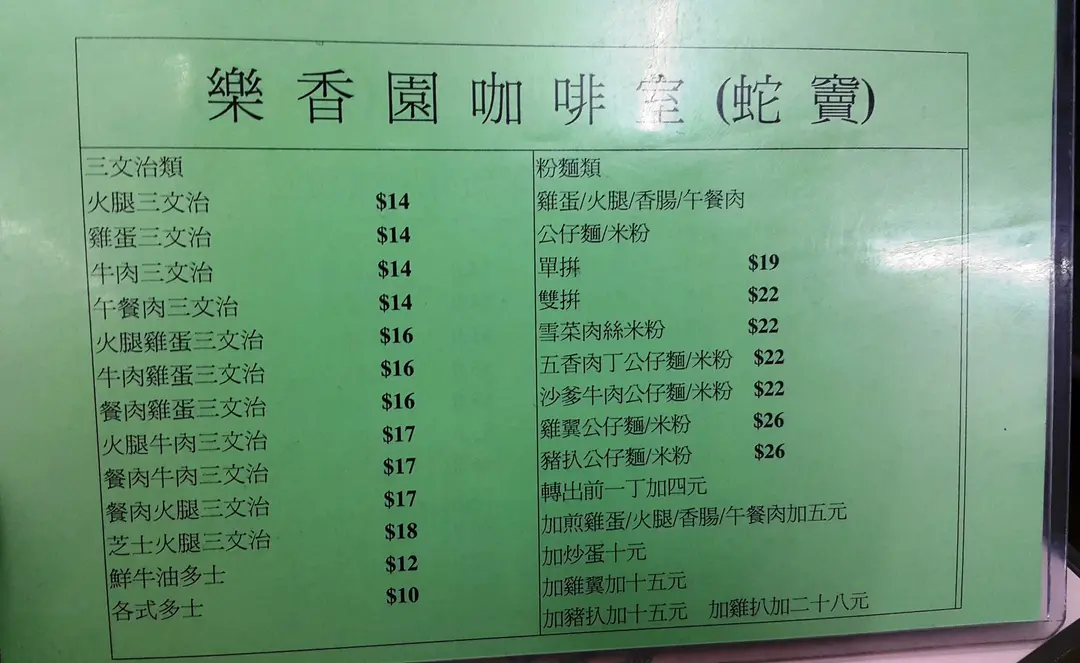 樂香園咖啡室(蛇竇)
三文治類
火腿三文治 $14
雞蛋三文治 $14
牛肉三文治 $14
午餐肉三文治 $14
火腿雞蛋三文治 $16
牛肉雞蛋三文治 $16
餐肉雞蛋三文治 $16
火腿牛肉三文治 $17
餐肉牛肉三文治 $17
餐肉火腿三文治 $17
芝士火腿三文治 $18
鮮牛油多士 $12
各式多士 $10
粉麵類
雞蛋/火腿/香腸/午餐肉
公仔麵/米粉
單拚 $19
雙拚 $22
雪菜肉絲米粉 $22
五香肉丁公仔麵/米粉 $22
沙爹牛肉公仔麵/米粉 $22
雞翼公仔麵/米粉 $26
豬扒公仔麵/米粉 $26
轉出前一丁加四元
加煎雞蛋/火腿/香腸/午餐肉加五元
加炒蛋十元
加雞翼加十五元
加豬扒加十五元 加雞扒加二十八元